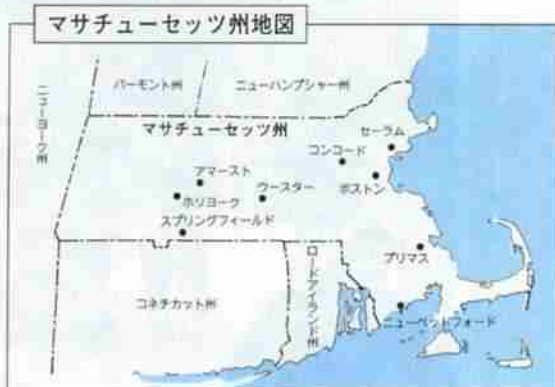 マサチューセッツ州地図
ニューヨーク州
バーモント州
ニューハンプシャー州
マサチューセッツ州
セーラム
コンコード
ボストン
アマースト
ウースター
ホリヨーク
スプリングフィールド
プリマス
ロードアイランド州
コネチカット州
ニューベットフォード